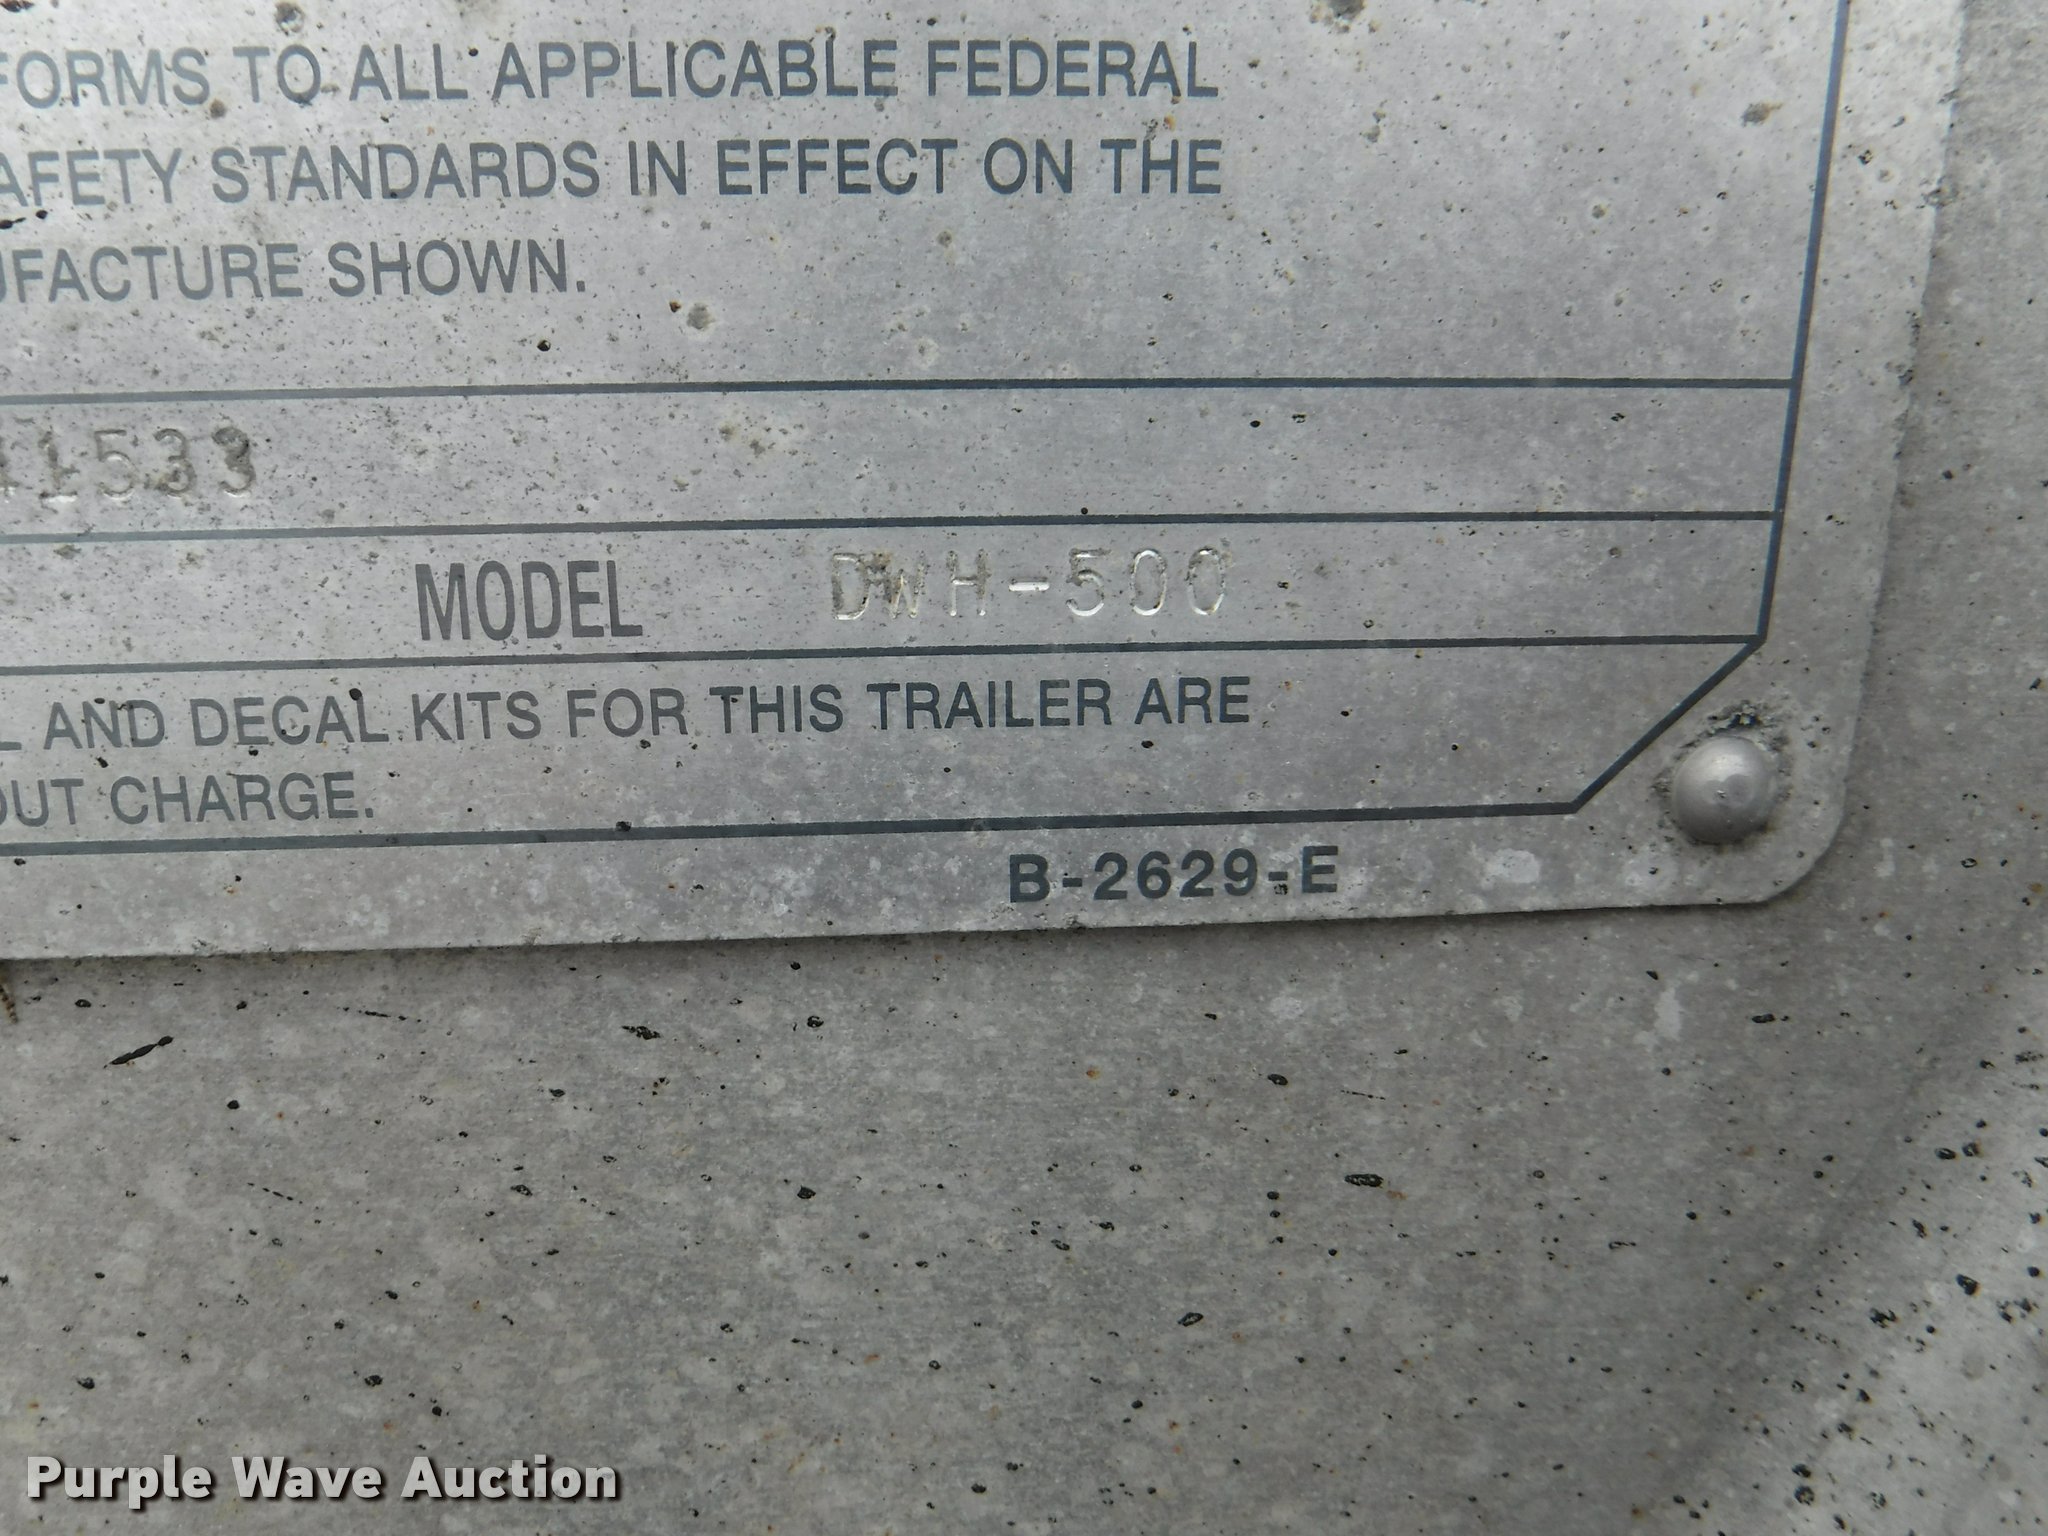 FORMS TO ALL APPLICABLE FEDERAL
AFETY STANDARDS IN EFFECT ON THE
UFACTURE SHOWN.
1533
MODEL DWH-500
L AND DECAL KITS FOR THIS TRAILER ARE
OUT CHARGE.
B-2629-E
Purple Wave Auction